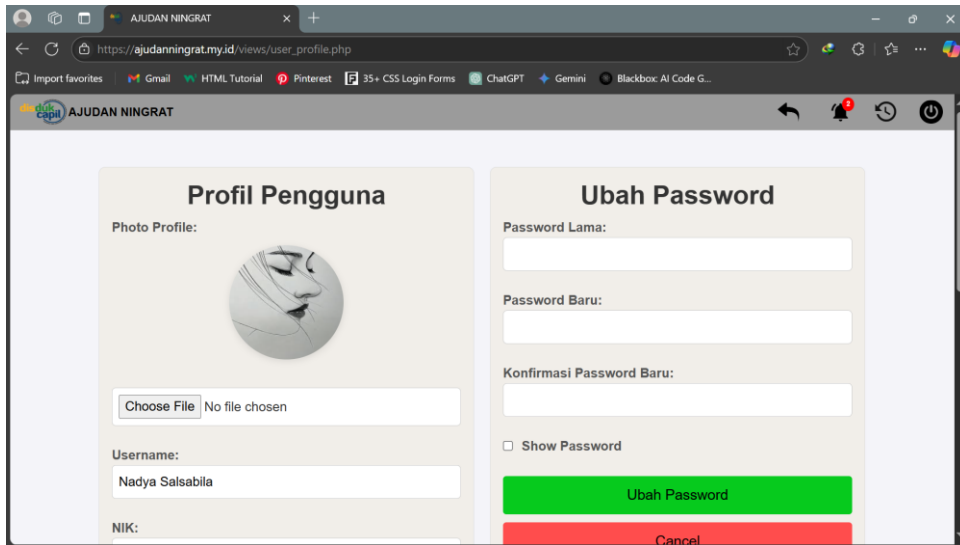 AJUDAN NINGRAT
https://ajudanningrat.my.id/views/user_profile.php
Import favorites
Gmail
HTML Tutorial
Pinterest
35+ CSS Login Forms
ChatGPT
Gemini
Blackbox: AI Code G...
disdukcapil
AJUDAN NINGRAT
2
Profil Pengguna
Photo Profile:
Choose File No file chosen
Username:
Nadya Salsabila
NIK:
Ubah Password
Password Lama:
Password Baru:
Konfirmasi Password Baru:
Show Password
Ubah Password
Cancel